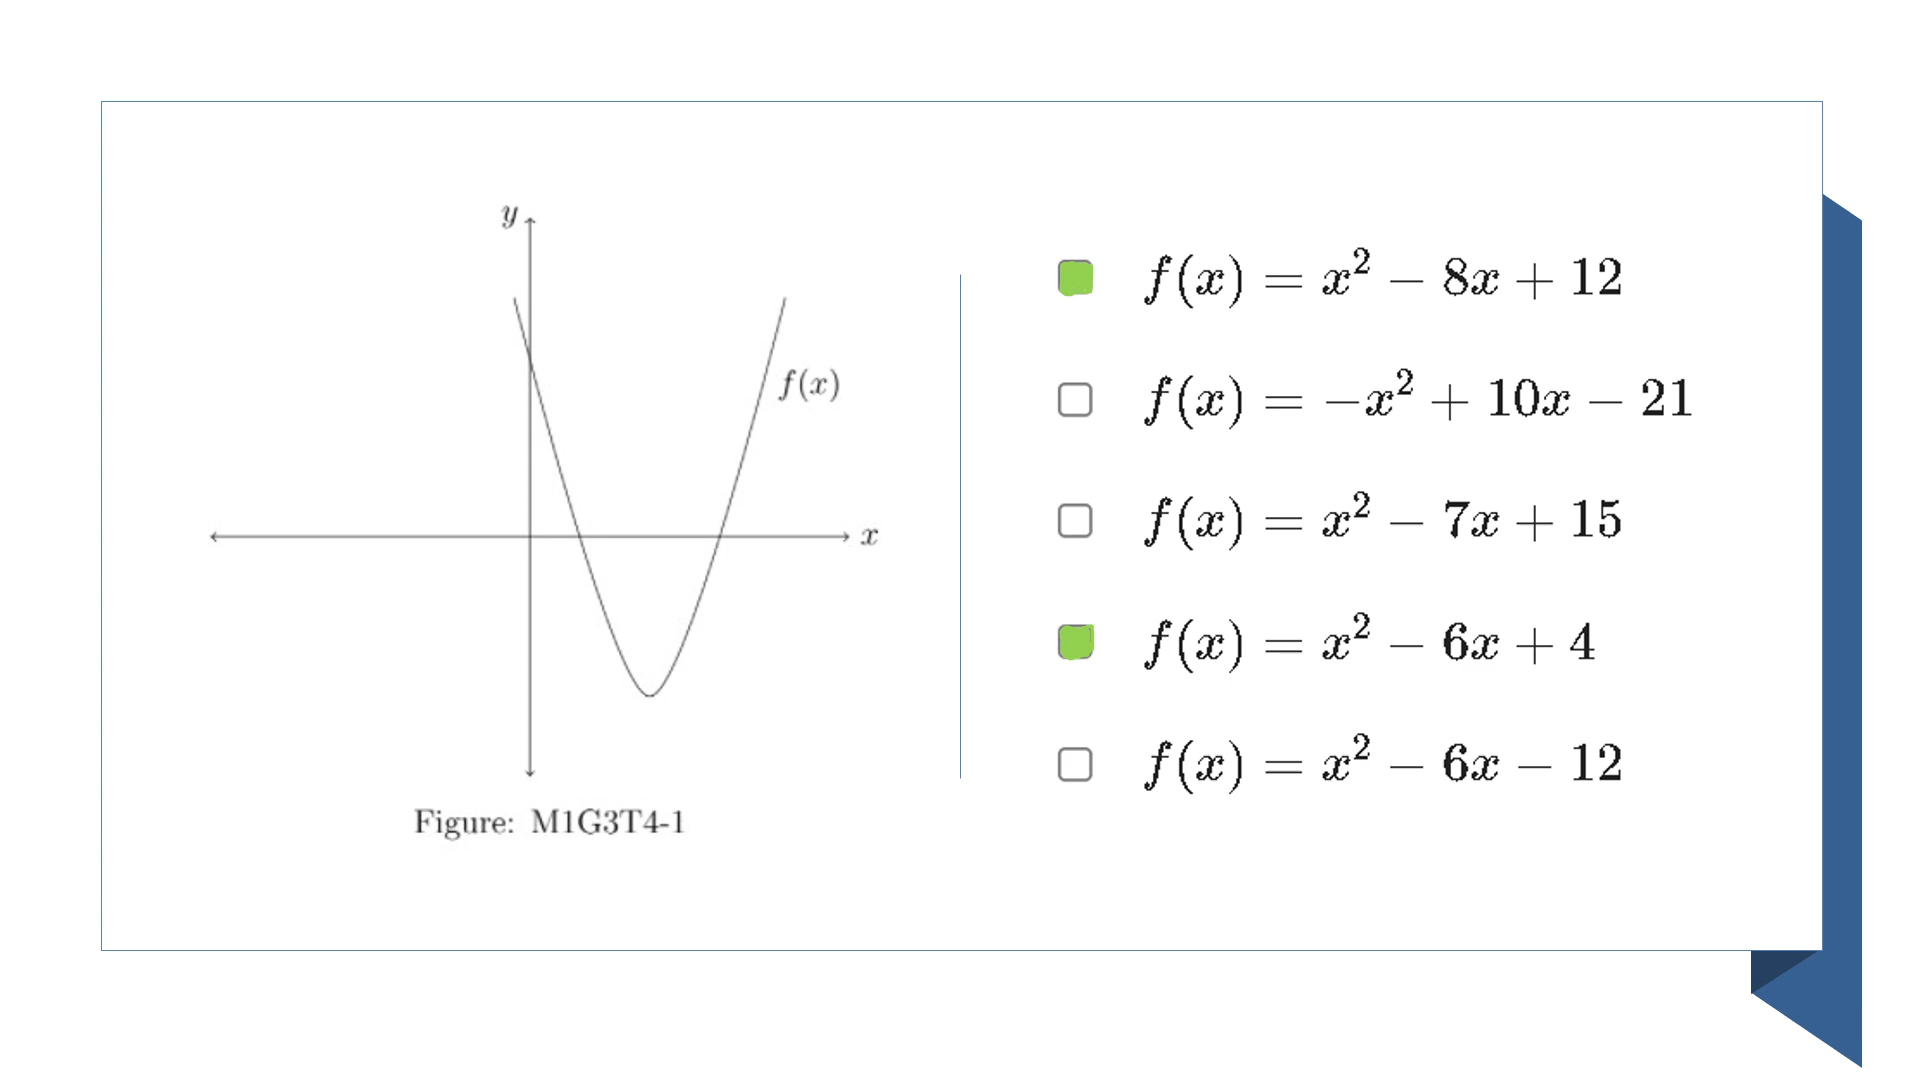 y
f(x)
x
Figure: M1G3T4-1
f(x) = x² − 8x + 12
f(x) = −x² + 10x − 21
f(x) = x² − 7x + 15
f(x) = x² − 6x + 4
f(x) = x² − 6x − 12